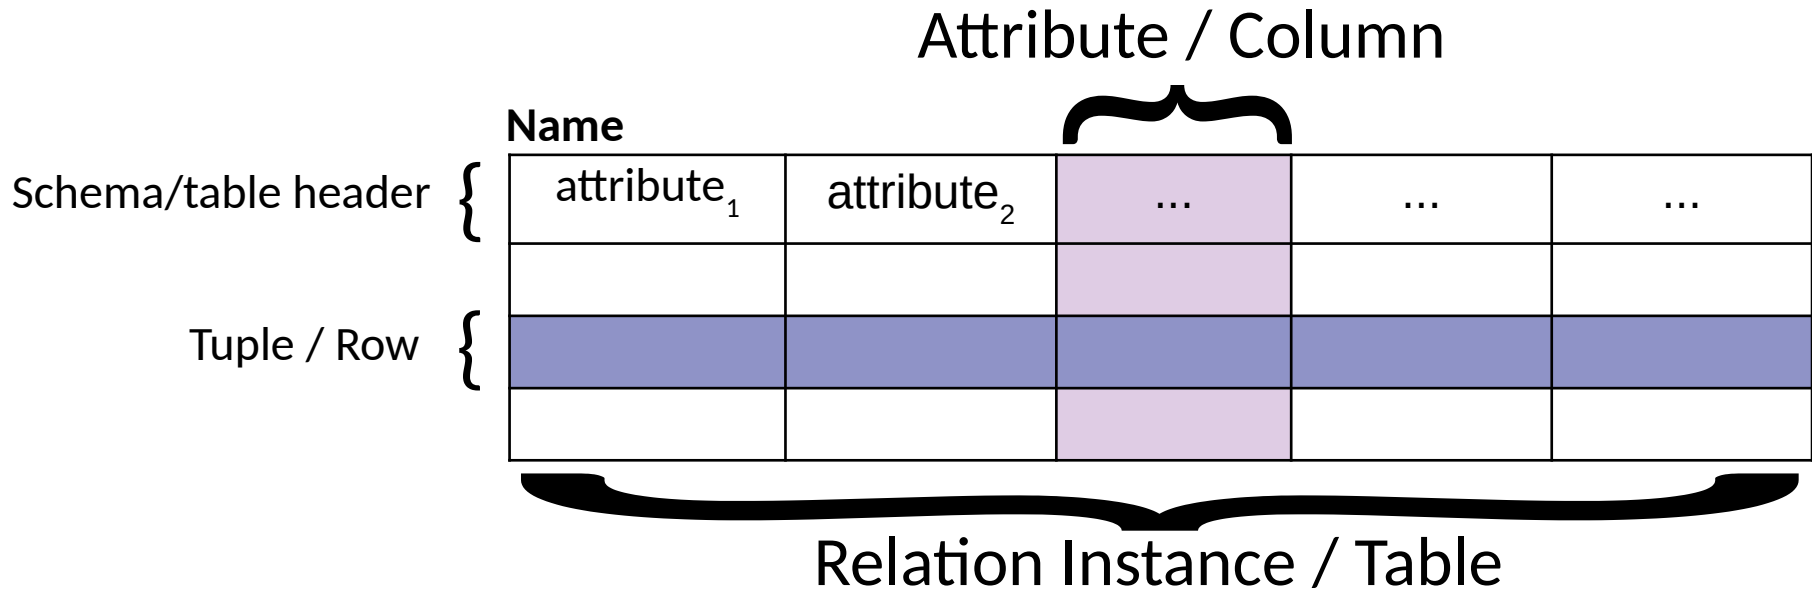 Attribute / Column
Name
Schema/table header
attribute₁ attribute₂ ... ... ...
Tuple / Row
Relation Instance / Table